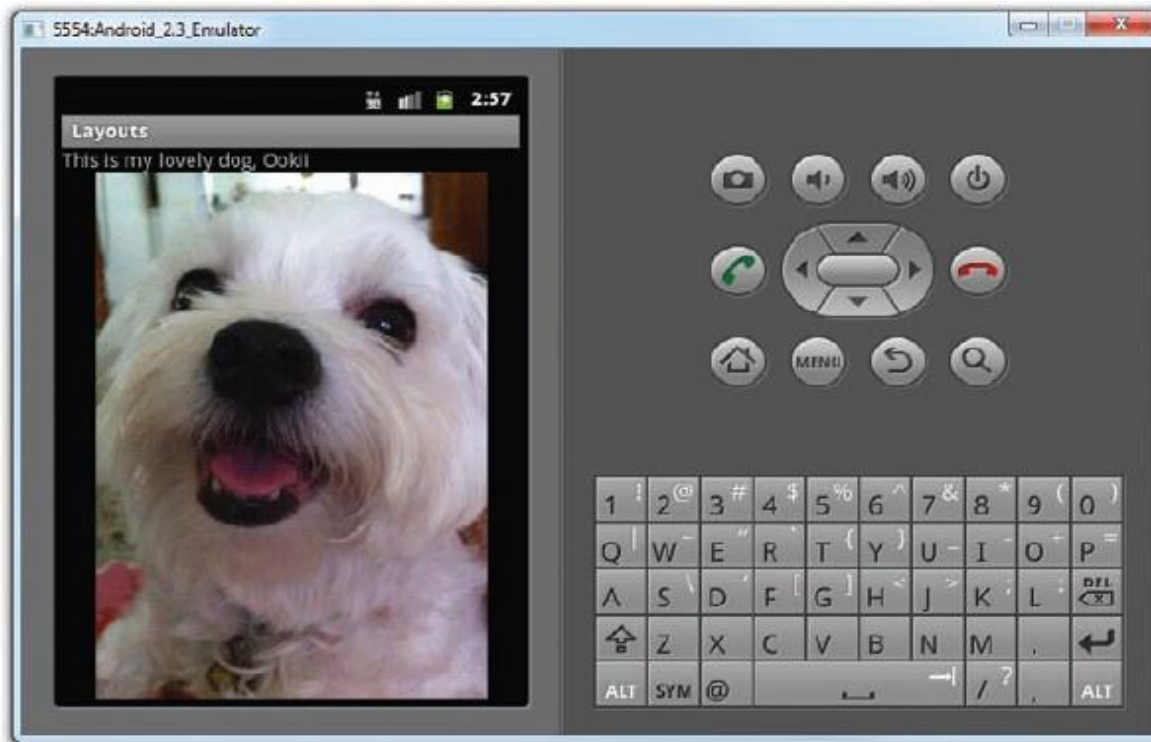 5554:Android_2.3_Emulator
2:57
Layouts
This is my lovely dog, Ookii
MENU
1 ! 2 @ 3 # 4 $ 5 % 6 ^ 7 & 8 * 9 ( 0 )
Q | W ~ E " R ` T { Y } U _ I - O + P =
A S \ D ' F [ G ] H < J > K ; L : DEL
Z X C V B N M .
ALT SYM @ / ? , ALT